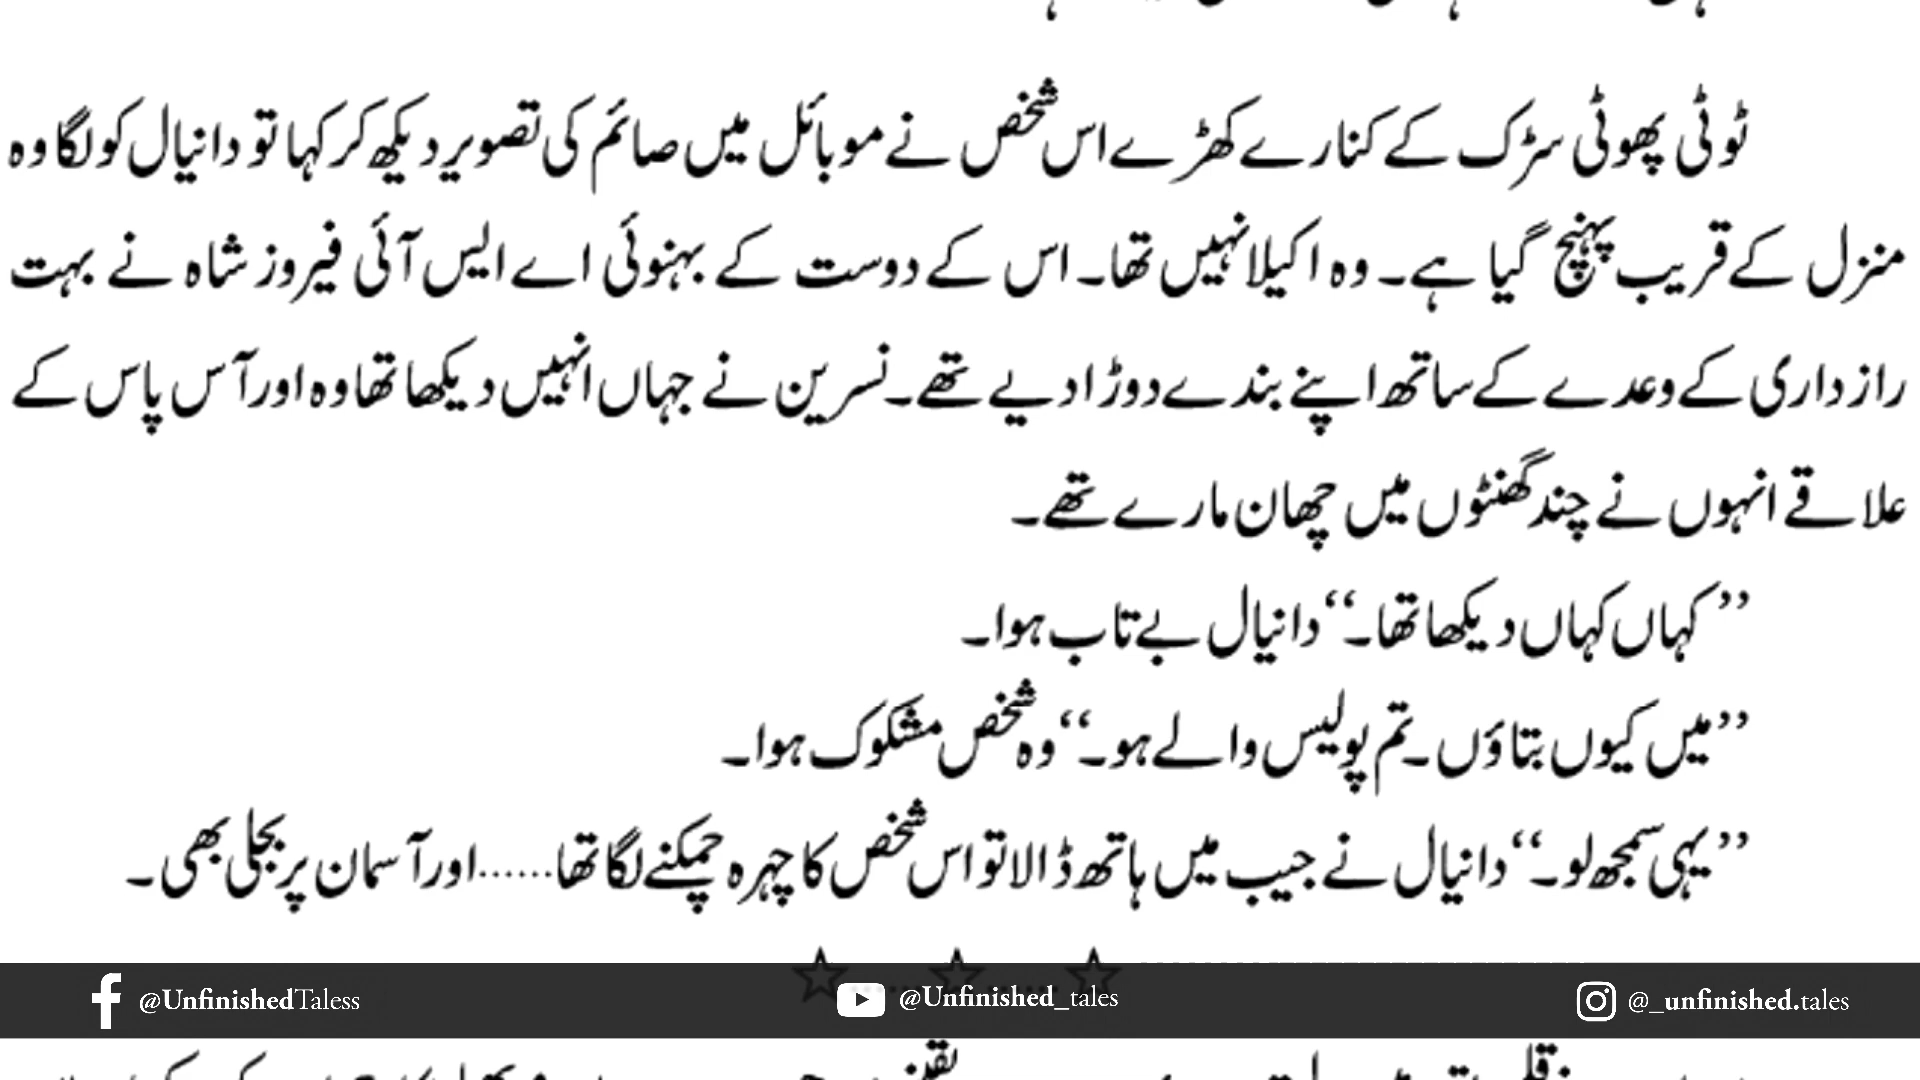 ٹوٹی پھوٹی سڑک کے کنارے کھڑے اس شخص نے موبائل میں صائم کی تصویر دیکھ کر کہا تو دانیال کو لگا وہ
منزل کے قریب پہنچ گیا ہے۔ وہ اکیلا نہیں تھا۔ اس کے دوست کے بہنوئی اے ایس آئی فیروز شاہ نے بہت
رازداری کے وعدے کے ساتھ اپنے بندے دوڑا دیے تھے۔ نسرین نے جہاں انہیں دیکھا تھا وہ اور آس پاس کے
علاقے انہوں نے چند گھنٹوں میں چھان مارے تھے۔
’’کہاں کہاں دیکھا تھا۔‘‘ دانیال بے تاب ہوا۔
’’میں کیوں بتاؤں۔ تم پولیس والے ہو۔‘‘ وہ شخص مشکوک ہوا۔
’’یہی سمجھ لو۔‘‘ دانیال نے جیب میں ہاتھ ڈالا تو اس شخص کا چہرہ چمکنے لگا تھا...... اور آسمان پر بجلی بھی۔
@UnfinishedTaless
@Unfinished_tales
@_unfinished.tales